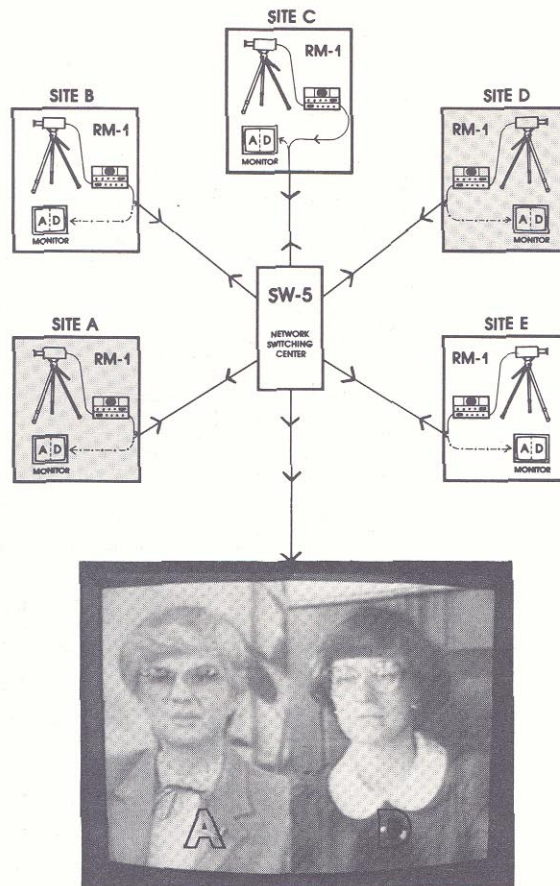 SITE C
RM-1
A D
MONITOR
SITE B
RM-1
A D
MONITOR
SITE D
RM-1
A D
MONITOR
SW-5
NETWORK
SWITCHING
CENTER
SITE A
RM-1
A D
MONITOR
SITE E
RM-1
A D
MONITOR
A
D